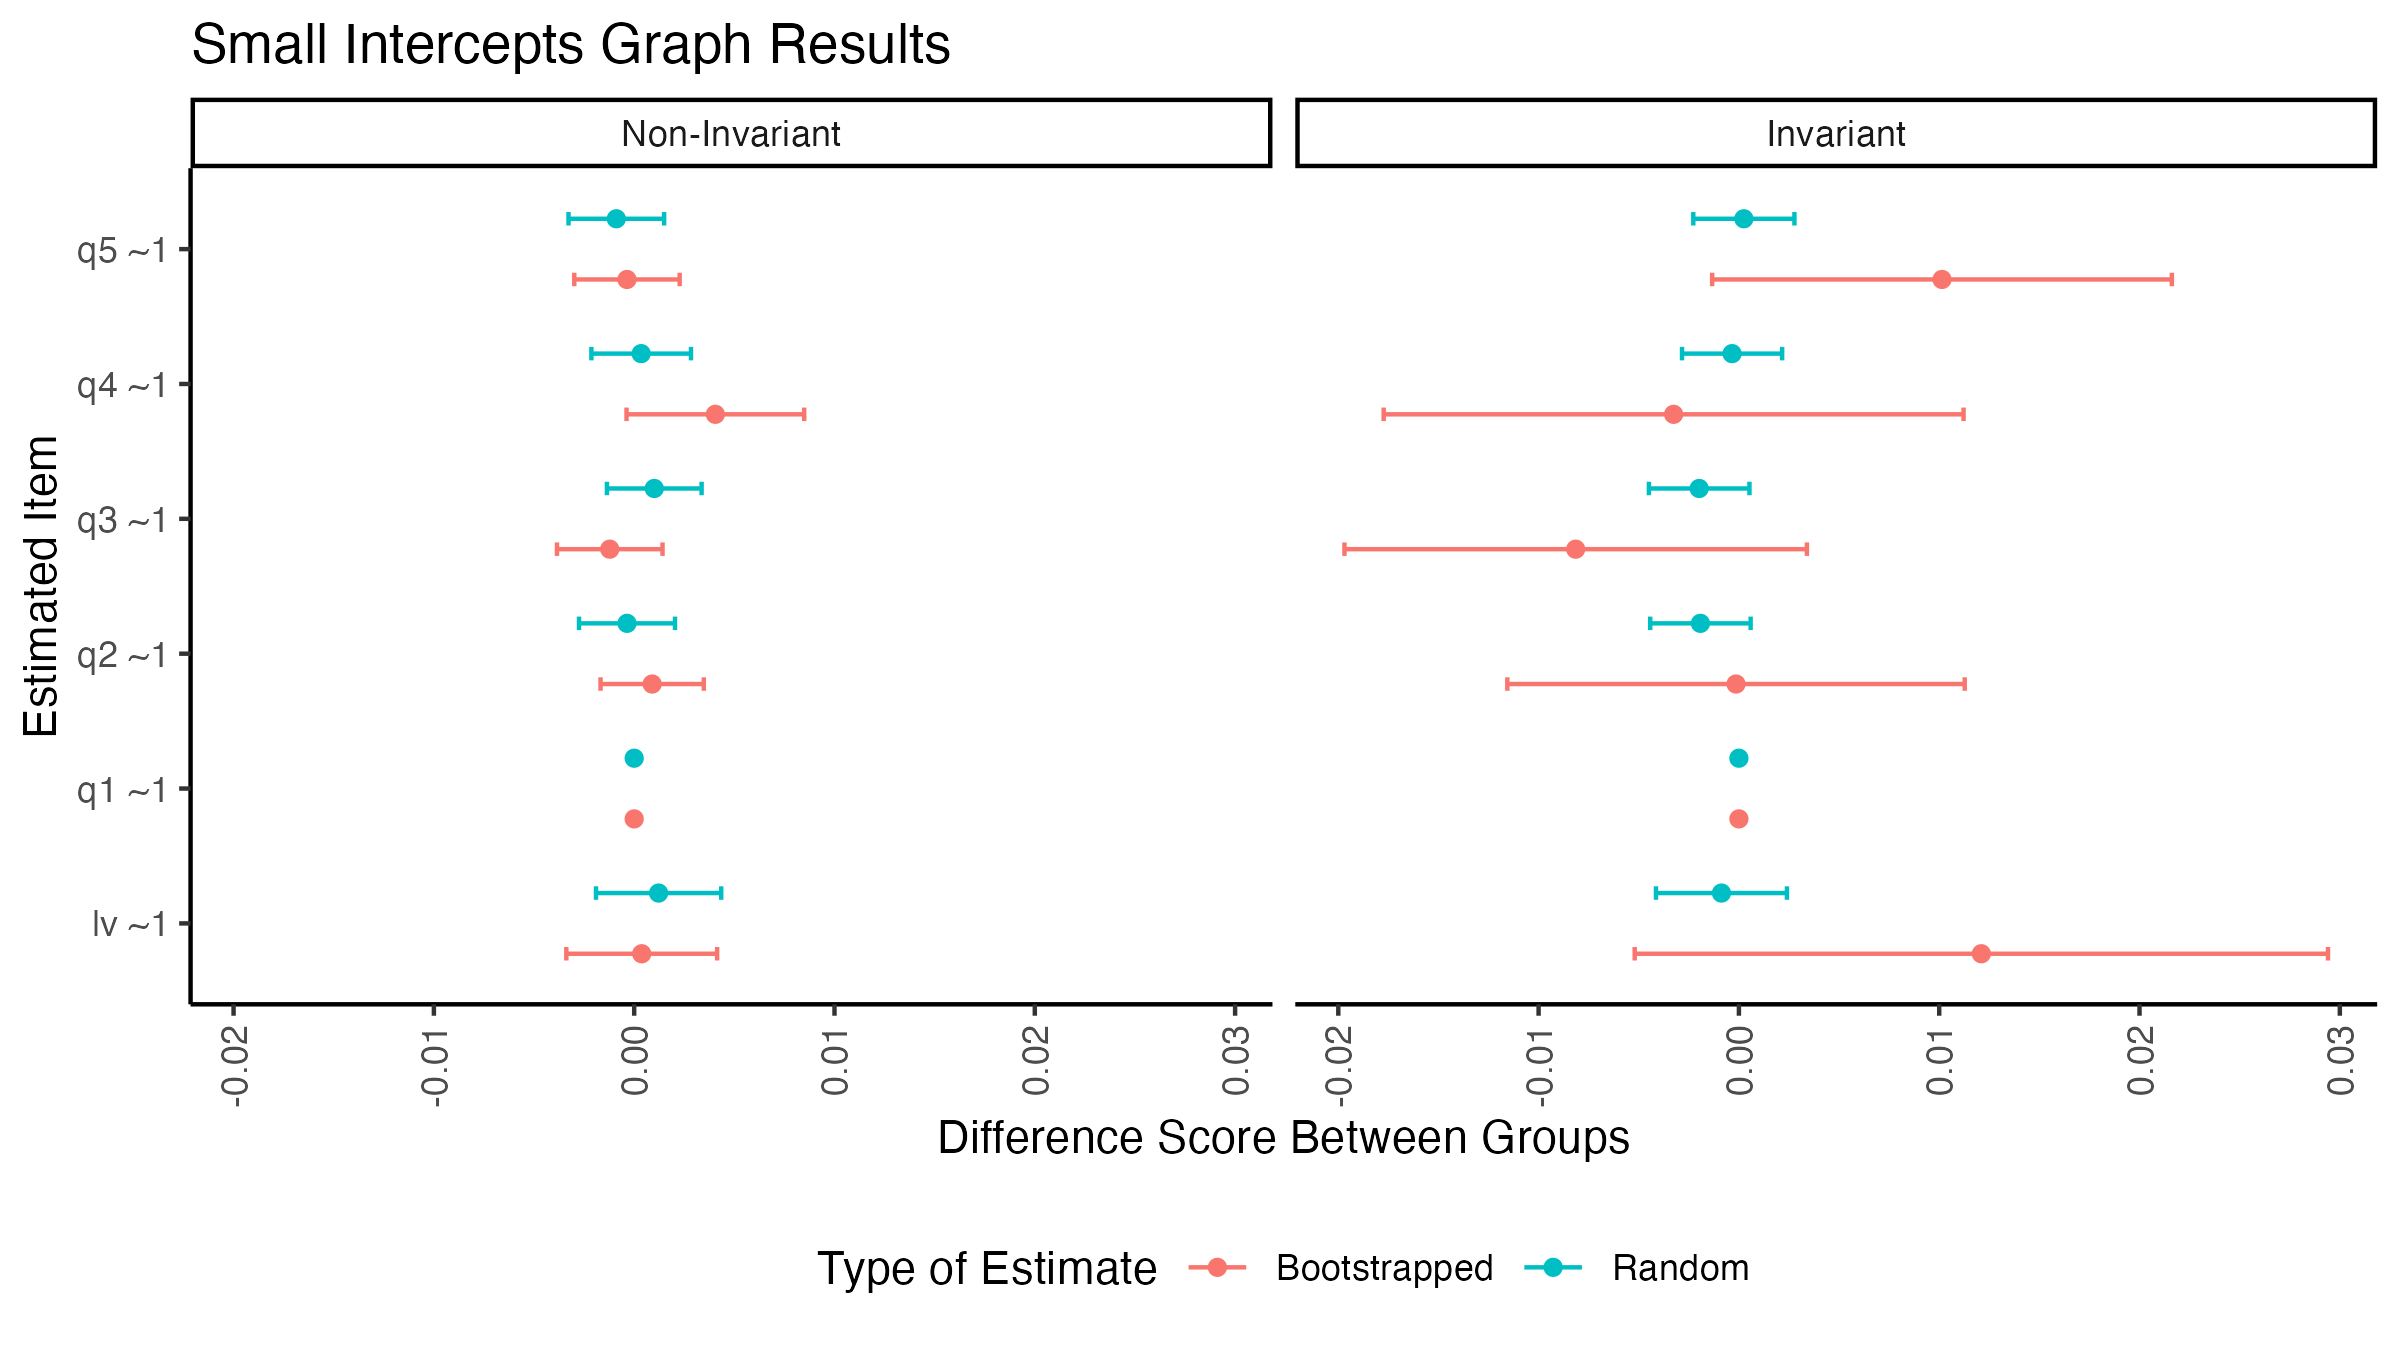 Small Intercepts Graph Results
Non-Invariant
Invariant
Estimated Item
q5 ~1
q4 ~1
q3 ~1
q2 ~1
q1 ~1
lv ~1
-0.02
-0.01
0.00
0.01
0.02
0.03
-0.02
-0.01
0.00
0.01
0.02
0.03
Difference Score Between Groups
Type of Estimate Bootstrapped Random